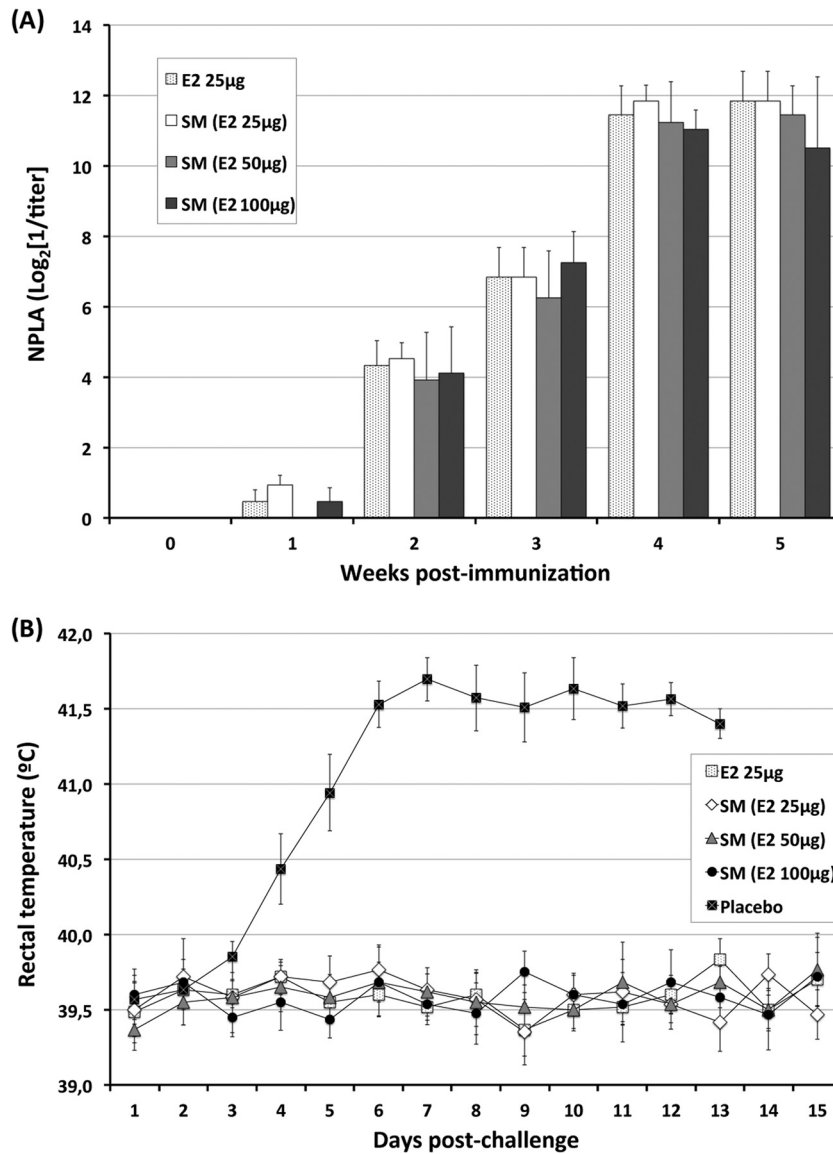 (A)
14
12
10
8
6
4
2
0
NPLA (Log2[1/titer]
E2 25µg
SM (E2 25µg)
SM (E2 50µg)
SM (E2 100µg)
0 1 2 3 4 5
Weeks post-immunization
(B)
42,0
41,5
41,0
40,5
40,0
39,5
39,0
Rectal temperature (ºC)
E2 25µg
SM (E2 25µg)
SM (E2 50µg)
SM (E2 100µg)
Placebo
1 2 3 4 5 6 7 8 9 10 11 12 13 14 15
Days post-challenge